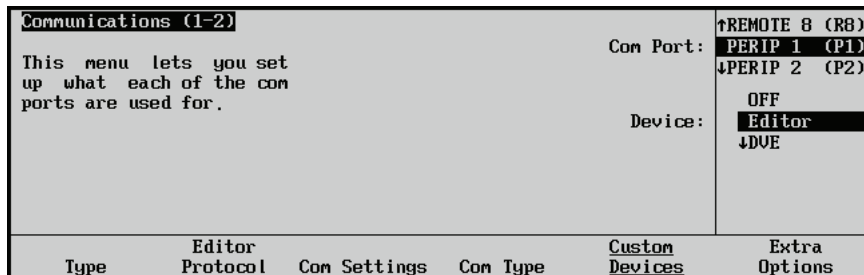 Communications (1-2)
This menu lets you set
up what each of the com
ports are used for.
Com Port:
↑REMOTE 8 (R8)
PERIP 1 (P1)
↓PERIP 2 (P2)
Device:
OFF
Editor
↓DVE
Type
Editor
Protocol
Com Settings
Com Type
Custom
Devices
Extra
Options